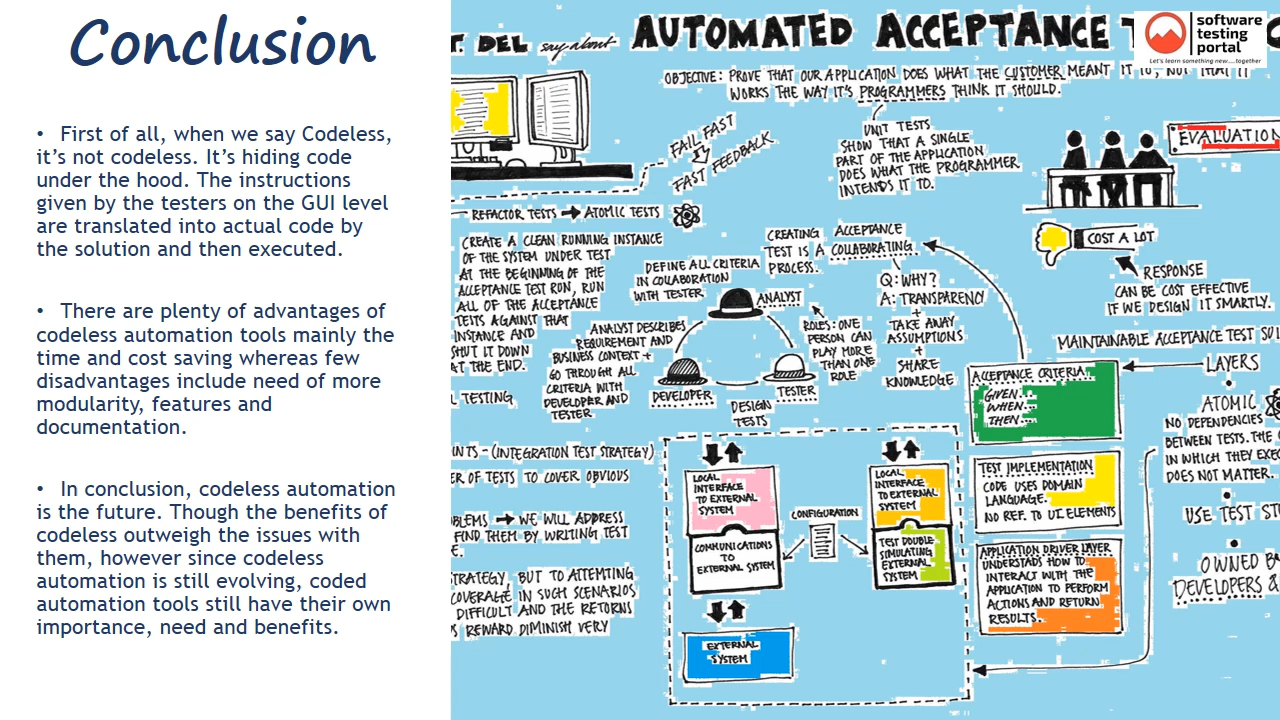 Conclusion
• First of all, when we say Codeless,
it's not codeless. It's hiding code
under the hood. The instructions
given by the testers on the GUI level
are translated into actual code by
the solution and then executed.
• There are plenty of advantages of
codeless automation tools mainly the
time and cost saving whereas few
disadvantages include need of more
modularity, features and
documentation.
• In conclusion, codeless automation
is the future. Though the benefits of
codeless outweigh the issues with
them, however since codeless
automation is still evolving, coded
automation tools still have their own
importance, need and benefits.
DEL say about
AUTOMATED ACCEPTANCE
software
testing
portal
Let's learn something new....together
OBJECTIVE: PROVE THAT OUR APPLICATION DOES WHAT THE CUSTOMER MEANT IT TO, NOT THAT IT
WORKS THE WAY IT'S PROGRAMMERS THINK IT SHOULD.
FAIL FAST
FAST FEEDBACK
UNIT TESTS
SHOW THAT A SINGLE
PART OF THE APPLICATION
DOES WHAT THE PROGRAMMER
INTENDS IT TO.
EVALUATION
COST A LOT
RESPONSE
CAN BE COST EFFECTIVE
IF WE DESIGN IT SMARTLY.
REFACTOR TESTS → ATOMIC TESTS
CREATE A CLEAN RUNNING INSTANCE
OF THE SYSTEM UNDER TEST
AT THE BEGINNING OF THE
ACCEPTANCE TEST RUN, RUN
ALL OF THE ACCEPTANCE
TESTS AGAINST THAT
INSTANCE AND
SHUT IT DOWN
AT THE END.
CREATING ACCEPTANCE
TEST IS A COLLABORATING
PROCESS.
Q: WHY?
A: TRANSPARENCY
+
TAKE AWAY
ASSUMPTIONS
+
SHARE
KNOWLEDGE
DEFINE ALL CRITERIA
IN COLLABORATION
WITH TESTER
ANALYST
ANALYST DESCRIBES
REQUIREMENT AND
BUSINESS CONTEXT +
GO THROUGH ALL
CRITERIA WITH
DEVELOPER AND
TESTER
ROLES: ONE
PERSON CAN
PLAY MORE
THAN ONE
ROLE
DEVELOPER
TESTER
DESIGN
TESTS
MAINTAINABLE ACCEPTANCE TEST
LAYERS
ACCEPTANCE CRITERIA
GIVEN...
WHEN...
THEN...
ATOMIC
NO DEPENDENCIES
BETWEEN TESTS. THE
IN WHICH THEY
DOES NOT MATTER.
TEST IMPLEMENTATION
CODE USES DOMAIN
LANGUAGE.
NO REF. TO UI ELEMENTS
USE TEST
APPLICATION DRIVER LAYER
UNDERSTADS HOW TO
INTERACT WITH THE
APPLICATION TO PERFORM
ACTIONS AND RETURN
RESULTS.
OWNED
DEVELOPERS &
TESTING
(INTEGRATION TEST STRATEGY)
OF TESTS TO COVER OBVIOUS
→ WE WILL ADDRESS
FIND THEM BY WRITING TEST
STRATEGY, BUT TO ATTEMTING
COVERAGE IN SUCH SCENARIOS
DIFFICULT AND THE RETURNS
REWARD DIMINISH VERY
LOCAL
INTERFACE
TO EXTERNAL
SYSTEM
COMMUNICATIONS
TO
EXTERNAL SYSTEM
CONFIGURATION
LOCAL
INTERFACE
TO EXTERNAL
SYSTEM
TEST DOUBLE
SIMULATING
EXTERNAL
SYSTEM
EXTERNAL
SYSTEM